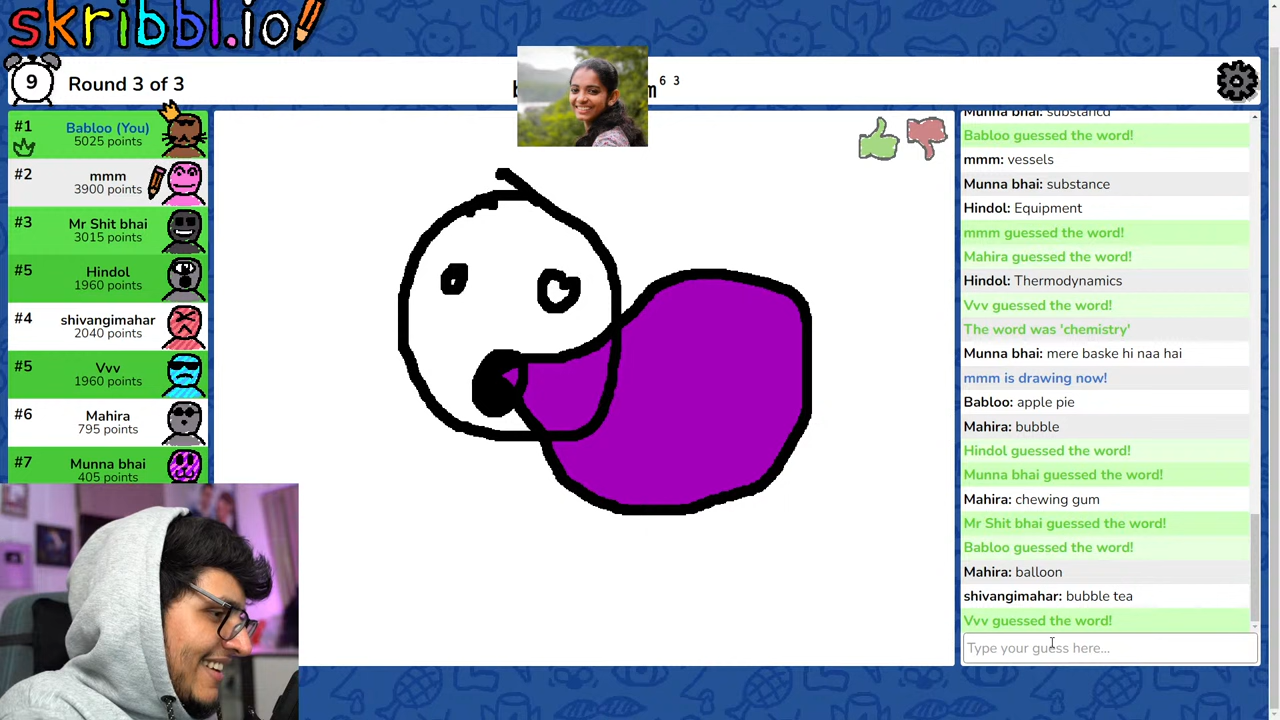 skribbl.io
9
Round 3 of 3
b
m
6 3
#1
Babloo (You)
5025 points
#2
mmm
3900 points
#3
Mr Shit bhai
3015 points
#5
Hindol
1960 points
#4
shivangimahar
2040 points
#5
Vvv
1960 points
#6
Mahira
795 points
#7
Munna bhai
405 points
Munna bhai: substancd
Babloo guessed the word!
mmm: vessels
Munna bhai: substance
Hindol: Equipment
mmm guessed the word!
Mahira guessed the word!
Hindol: Thermodynamics
Vvv guessed the word!
The word was 'chemistry'
Munna bhai: mere baske hi naa hai
mmm is drawing now!
Babloo: apple pie
Mahira: bubble
Hindol guessed the word!
Munna bhai guessed the word!
Mahira: chewing gum
Mr Shit bhai guessed the word!
Babloo guessed the word!
Mahira: balloon
shivangimahar: bubble tea
Vvv guessed the word!
Type your guess here...